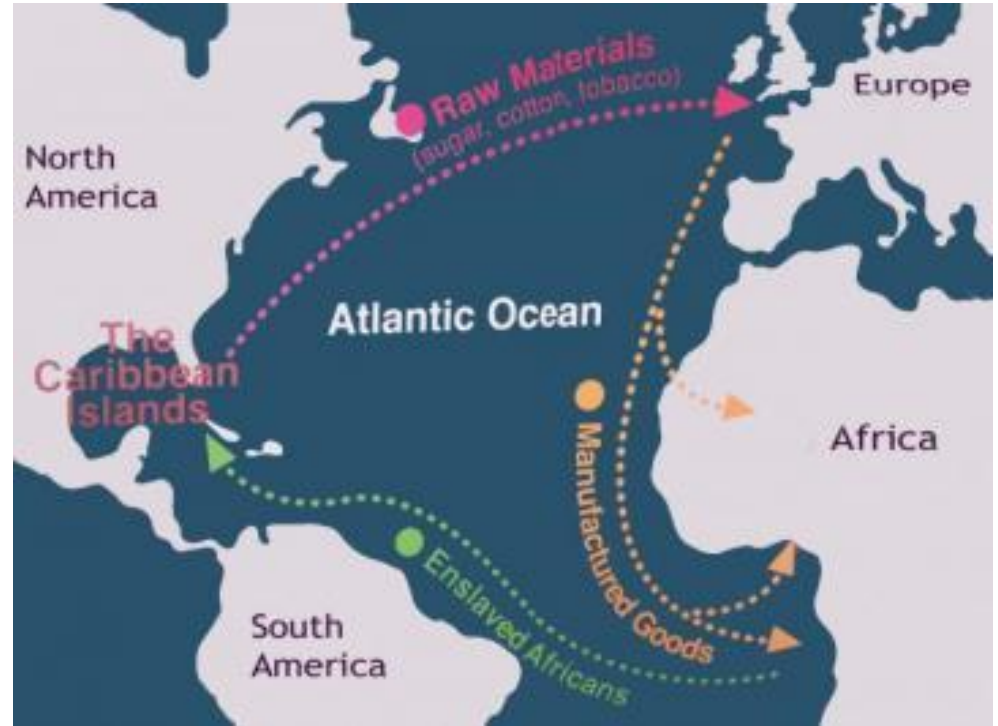 Raw Materials
(sugar, cotton, tobacco)
Europe
North
America
Atlantic Ocean
The
Caribbean
Islands
Africa
Manufactured Goods
Enslaved Africans
South
America